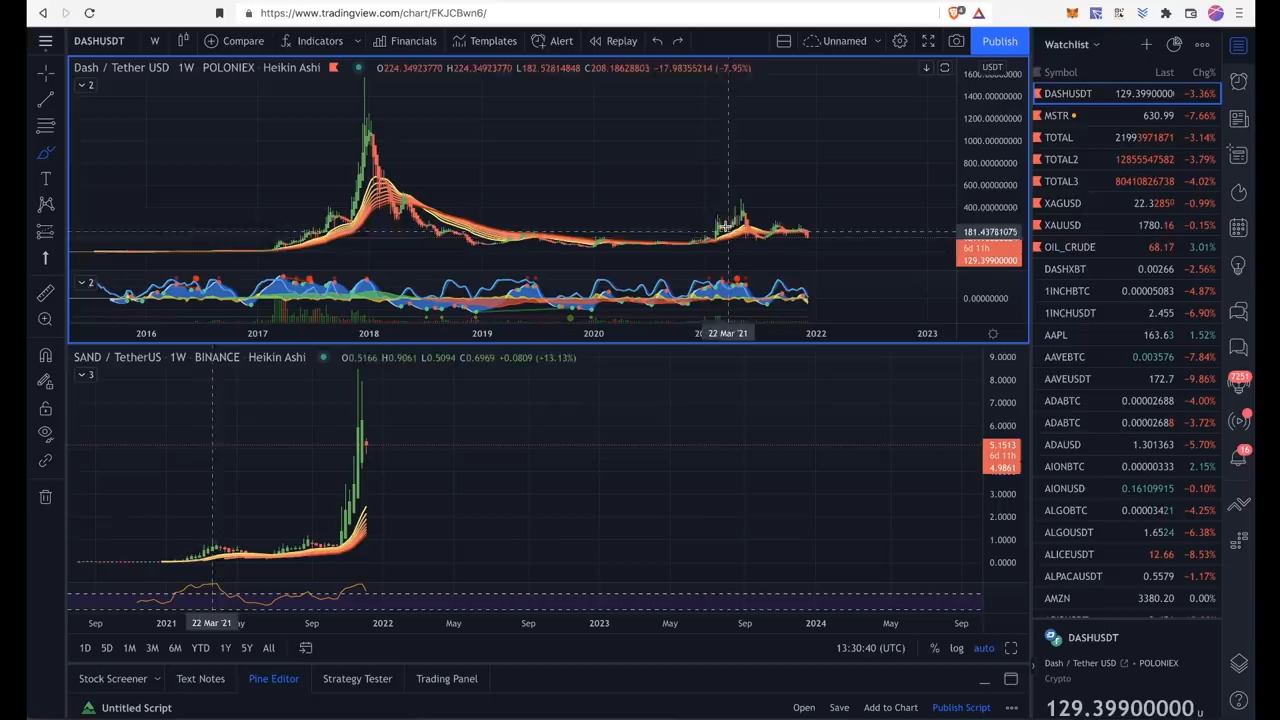 https://www.tradingview.com/chart/FKJCBwn6/
DASHUSDT W Compare Indicators Financials Templates Alert Replay Unnamed Publish
Dash / Tether USD 1W POLONIEX Heikin Ashi O224.34923770 H224.34923770 L182.52814848 C208.18628803 -17.98355214 (-7.95%) USDT
2
1400.00000000
1200.00000000
1000.00000000
800.00000000
600.00000000
400.00000000
181.43781075
6d 11h
129.39900000
2
0.00000000
2016 2017 2018 2019 2020 22 Mar '21 2022 2023
SAND / TetherUS 1W BINANCE Heikin Ashi O0.5166 H0.9061 L0.5094 C0.6969 +0.0809 (+13.13%)
3
9.0000
8.0000
7.0000
6.0000
5.1513
6d 11h
4.9861
3.0000
2.0000
1.0000
0.0000
Sep 2021 22 Mar '21 Sep 2022 May Sep 2023 May Sep 2024 May Sep
1D 5D 1M 3M 6M YTD 1Y 5Y All 13:30:40 (UTC) % log auto
Stock Screener Text Notes Pine Editor Strategy Tester Trading Panel
Untitled Script Open Save Add to Chart Publish Script
Watchlist
Symbol Last Chg%
DASHUSDT 129.3990000 −3.36%
MSTR 630.99 −7.66%
TOTAL 21993971871 −3.14%
TOTAL2 12855547582 −3.79%
TOTAL3 80410826738 −4.02%
XAGUSD 22.3285 −0.99%
XAUUSD 1780.16 −0.15%
OIL_CRUDE 68.17 3.01%
DASHXBT 0.00266 −2.56%
1INCHBTC 0.00005083 −4.87%
1INCHUSDT 2.455 −6.90%
AAPL 163.63 1.52%
AAVEBTC 0.003576 −7.84%
AAVEUSDT 172.7 −9.86%
ADABTC 0.00002688 −4.00%
ADABTC 0.00002688 −3.72%
ADAUSD 1.301363 −5.70%
AIONBTC 0.00000333 2.15%
AIONUSD 0.16109915 −0.10%
ALGOBTC 0.00003421 −4.25%
ALGOUSDT 1.6524 −6.38%
ALICEUSDT 12.66 −8.53%
ALPACAUSDT 0.5579 −1.17%
AMZN 3380.20 0.00%
DASHUSDT
Dash / Tether USD POLONIEX
Crypto
129.39900000
7251
16